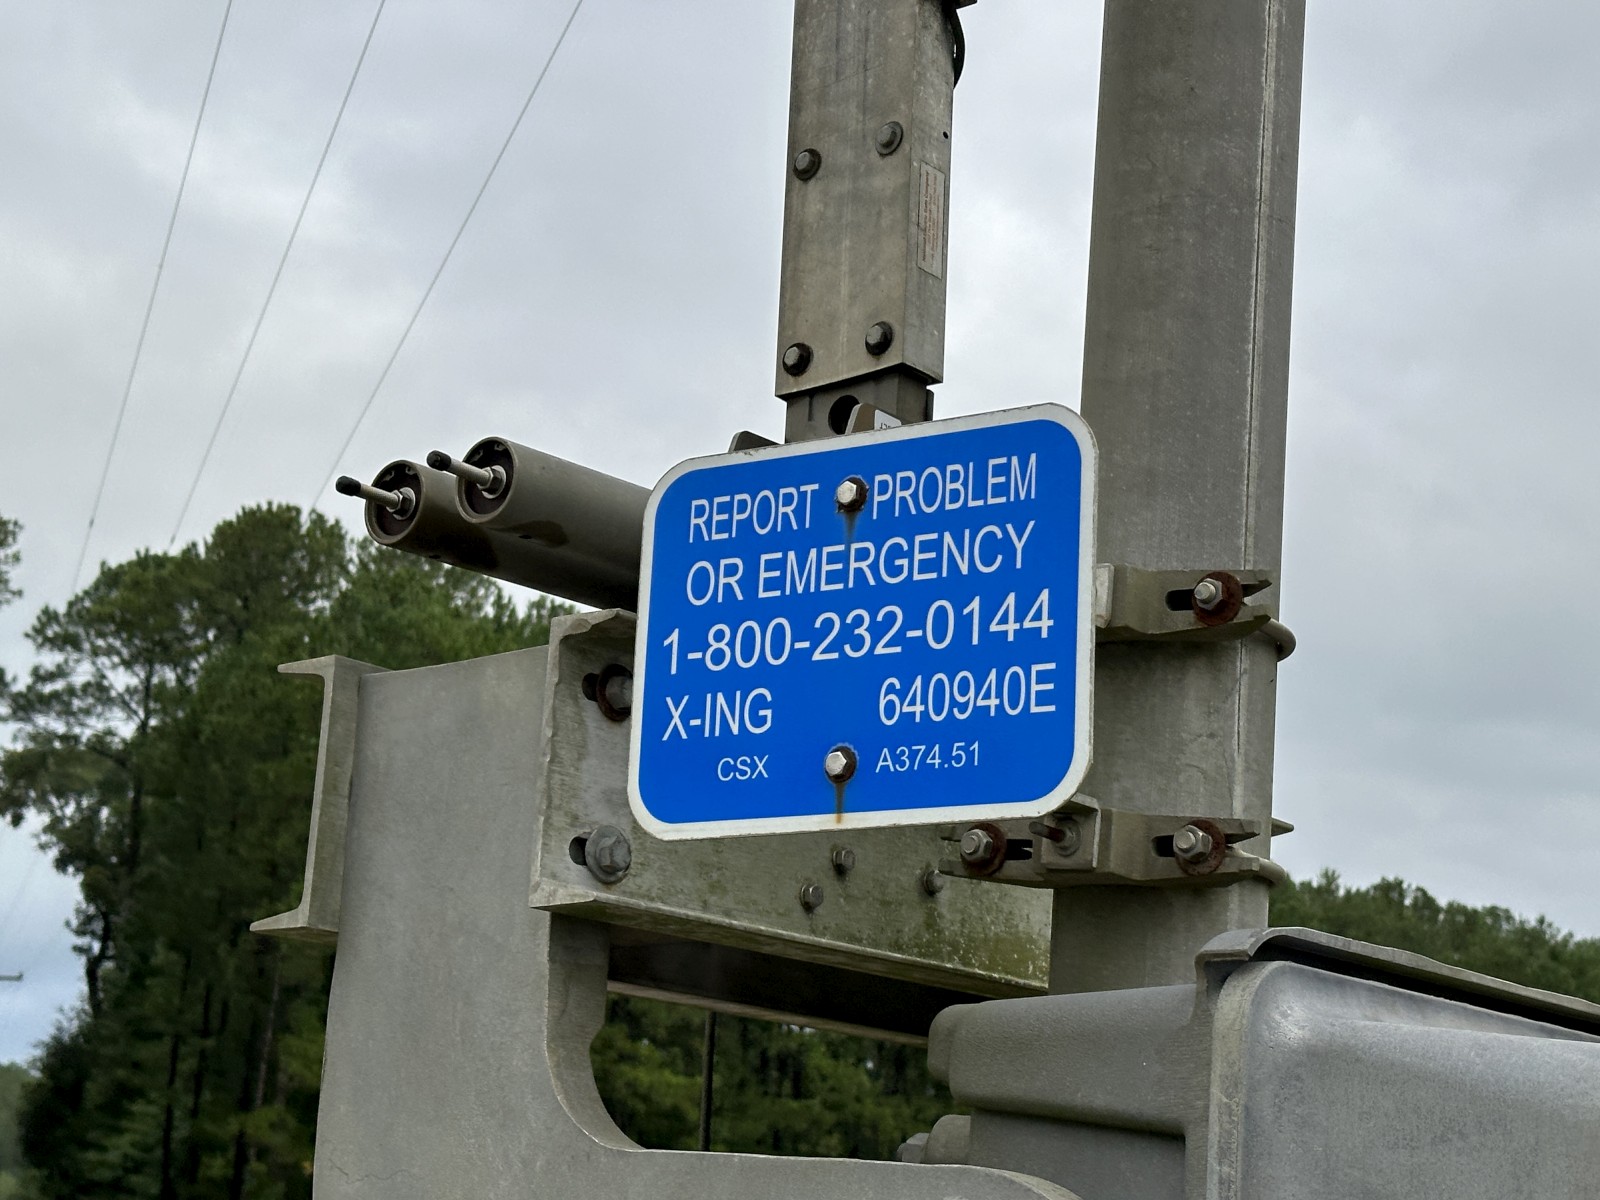 REPORT PROBLEM
OR EMERGENCY
1-800-232-0144
X-ING 640940E
CSX A374.51